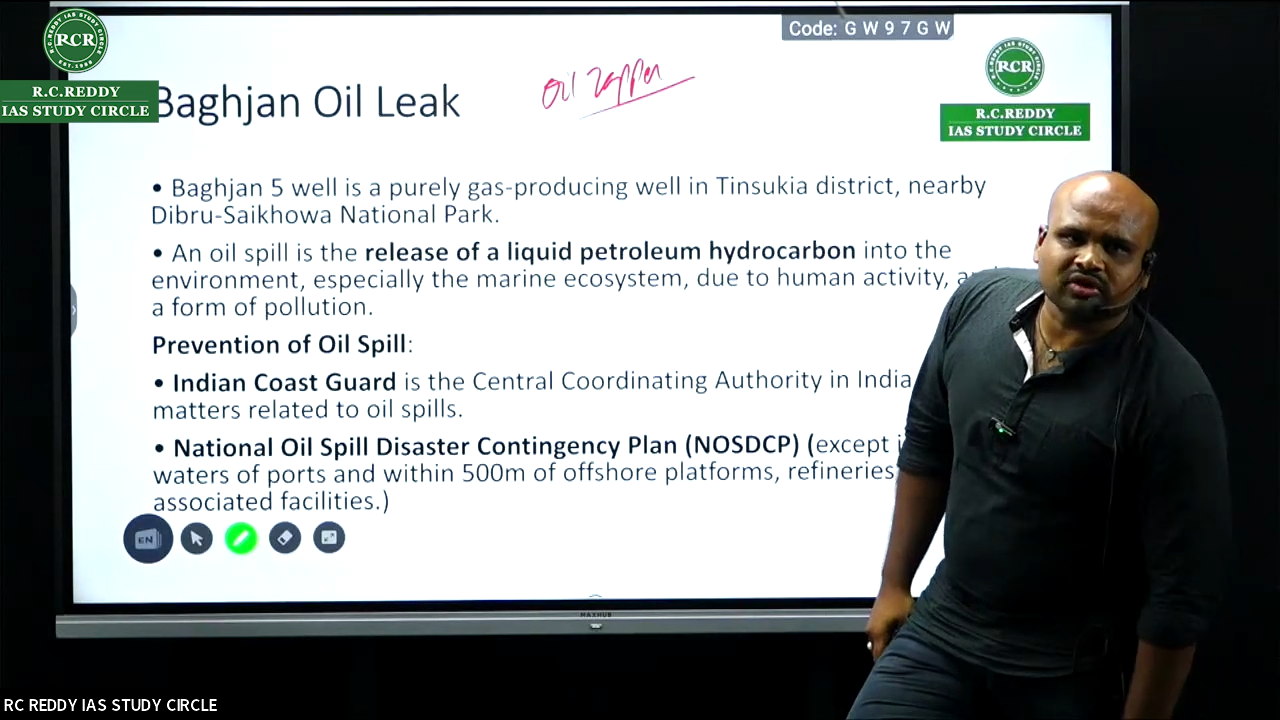 RCR
R.C.REDDY
IAS STUDY CIRCLE
Code: G W 9 7 G W
Baghjan Oil Leak
Oil Zapper
RCR
R.C.REDDY
IAS STUDY CIRCLE
• Baghjan 5 well is a purely gas-producing well in Tinsukia district, nearby
Dibru-Saikhowa National Park.
• An oil spill is the release of a liquid petroleum hydrocarbon into the
environment, especially the marine ecosystem, due to human activity,
a form of pollution.
Prevention of Oil Spill:
• Indian Coast Guard is the Central Coordinating Authority in India
matters related to oil spills.
• National Oil Spill Disaster Contingency Plan (NOSDCP) (except
waters of ports and within 500m of offshore platforms, refineries
associated facilities.)
EN
MAXHUB
RC REDDY IAS STUDY CIRCLE